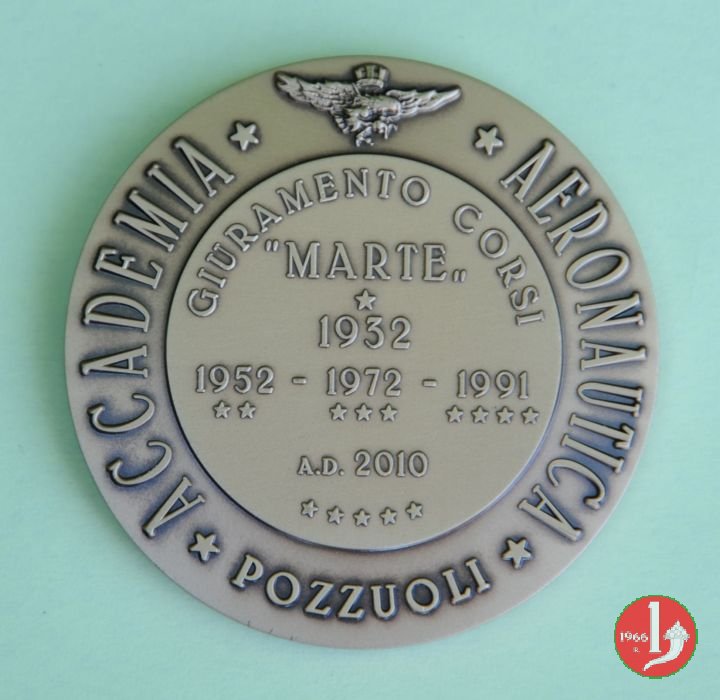 ACCADEMIA AERONAUTICA
POZZUOLI
GIURAMENTO CORSI
"MARTE„
1932
1952 - 1972 - 1991
A.D. 2010
1966
R.